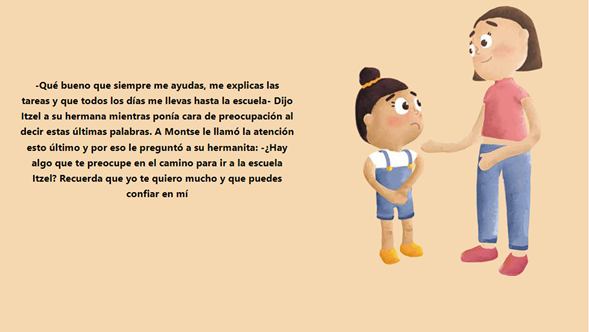 -Qué bueno que siempre me ayudas, me explicas las
tareas y que todos los días me llevas hasta la escuela- Dijo
Itzel a su hermana mientras ponía cara de preocupación al
decir estas últimas palabras. A Montse le llamó la atención
esto último y por eso le preguntó a su hermanita: -¿Hay
algo que te preocupe en el camino para ir a la escuela
Itzel? Recuerda que yo te quiero mucho y que puedes
confiar en mí